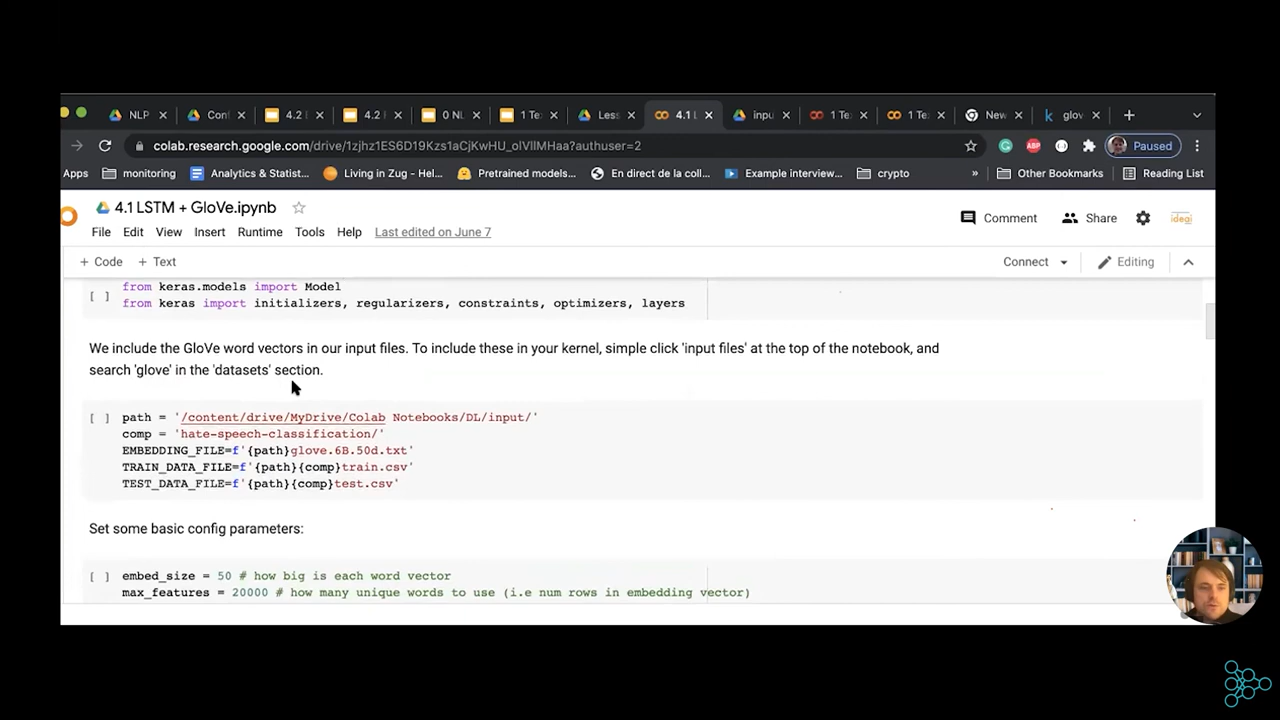 NLP
Con
4.2
4.2
0 NL
1 Te
Less
4.1 L
inpu
1 Te
1 Te
New
glov
colab.research.google.com/drive/1zjhz1ES6D19Kzs1aCjKwHU_olVlIMHaa?authuser=2
ABP
Paused
Apps
monitoring
Analytics & Statist...
Living in Zug - Hel...
Pretrained models...
En direct de la coll...
Example interview...
crypto
»
Other Bookmarks
Reading List
4.1 LSTM + GloVe.ipynb
File Edit View Insert Runtime Tools Help Last edited on June 7
Comment Share ideai
+ Code + Text
Connect Editing
from keras.models import Model
[ ] from keras import initializers, regularizers, constraints, optimizers, layers
We include the GloVe word vectors in our input files. To include these in your kernel, simple click 'input files' at the top of the notebook, and
search 'glove' in the 'datasets' section.
[ ] path = '/content/drive/MyDrive/Colab Notebooks/DL/input/'
comp = 'hate-speech-classification/'
EMBEDDING_FILE=f'{path}glove.6B.50d.txt'
TRAIN_DATA_FILE=f'{path}{comp}train.csv'
TEST_DATA_FILE=f'{path}{comp}test.csv'
Set some basic config parameters:
[ ] embed_size = 50 # how big is each word vector
max_features = 20000 # how many unique words to use (i.e num rows in embedding vector)